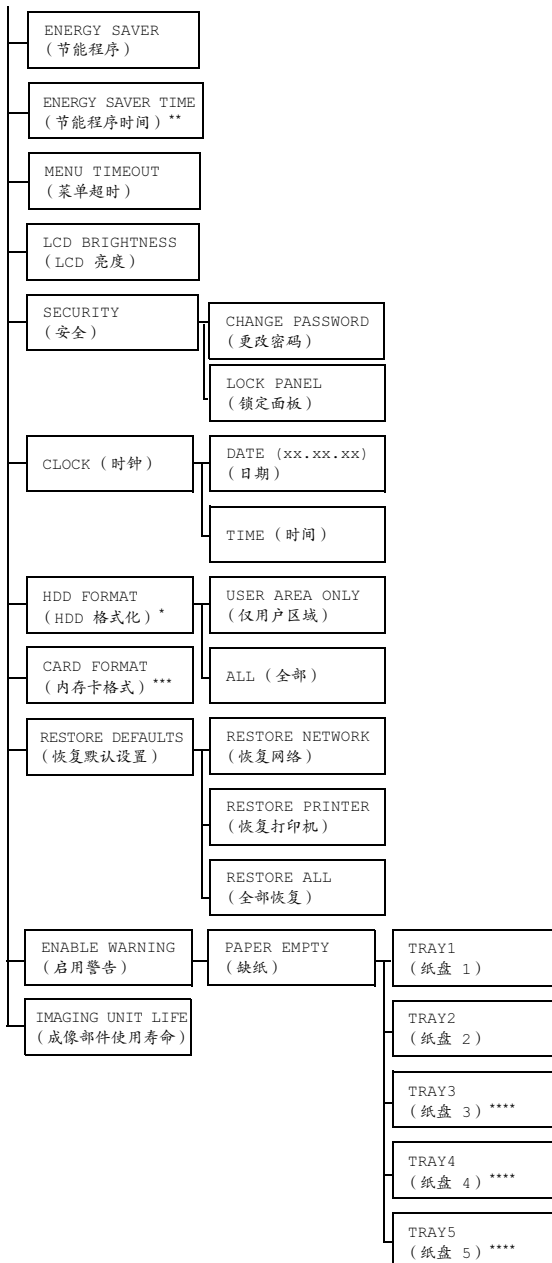 ENERGY SAVER
（节能程序）
ENERGY SAVER TIME
（节能程序时间）**
MENU TIMEOUT
（菜单超时）
LCD BRIGHTNESS
（LCD 亮度）
SECURITY
（安全）
CHANGE PASSWORD
（更改密码）
LOCK PANEL
（锁定面板）
CLOCK（时钟）
DATE (xx.xx.xx)
（日期）
TIME（时间）
HDD FORMAT
（HDD 格式化）*
USER AREA ONLY
（仅用户区域）
CARD FORMAT
（内存卡格式）***
ALL（全部）
RESTORE DEFAULTS
（恢复默认设置）
RESTORE NETWORK
（恢复网络）
RESTORE PRINTER
（恢复打印机）
RESTORE ALL
（全部恢复）
ENABLE WARNING
（启用警告）
PAPER EMPTY
（缺纸）
TRAY1
（纸盘 1）
IMAGING UNIT LIFE
（成像部件使用寿命）
TRAY2
（纸盘 2）
TRAY3
（纸盘 3）****
TRAY4
（纸盘 4）****
TRAY5
（纸盘 5）****